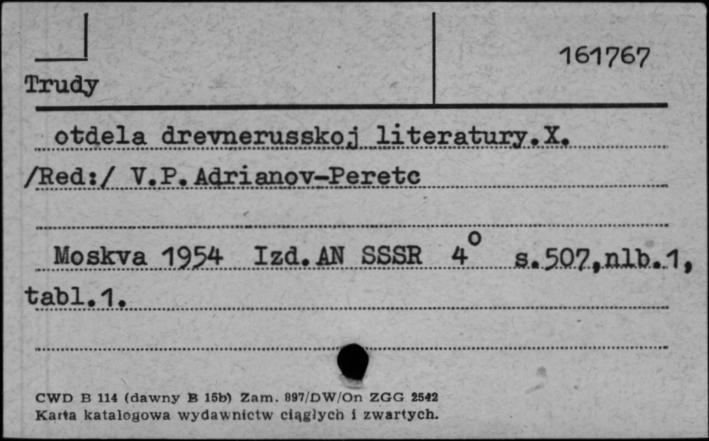 161767
Trudy
otdela drevnerusskoj literatury.X.
/Red:/ V.P.Adrianov-Peretc
Moskva 1954 Izd.AN SSSR 4° s.507,nlb.1,
tabl.1.
CWD B 114 (dawny B 15b) Zam. 897/DW/On ZGG 2542
Karta katalogowa wydawnictw ciągłych i zwartych.